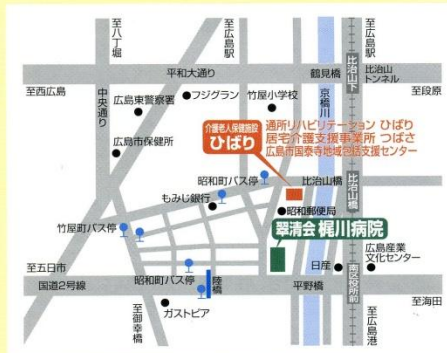 至八丁堀
至広島駅
至広島駅
平和大通り
鶴見橋
比治山下
比治山
トンネル
至西広島
至段原
中央通り
広島東警察署
フジグラン
竹屋小学校
京橋川
介護老人保健施設
ひばり
通所リハビリテーション ひばり
居宅介護支援事業所 つばさ
広島市国泰寺地域包括支援センター
広島市保健所
昭和町バス停
比治山橋
比治山橋
もみじ銀行
昭和郵便局
竹屋町バス停
翠清会 梶川病院
広島産業
文化センター
日産
至五日市
昭和町バス停
陸橋
国道2号線
平野橋
南区役所前
至海田
至御幸橋
ガストピア
至広島港